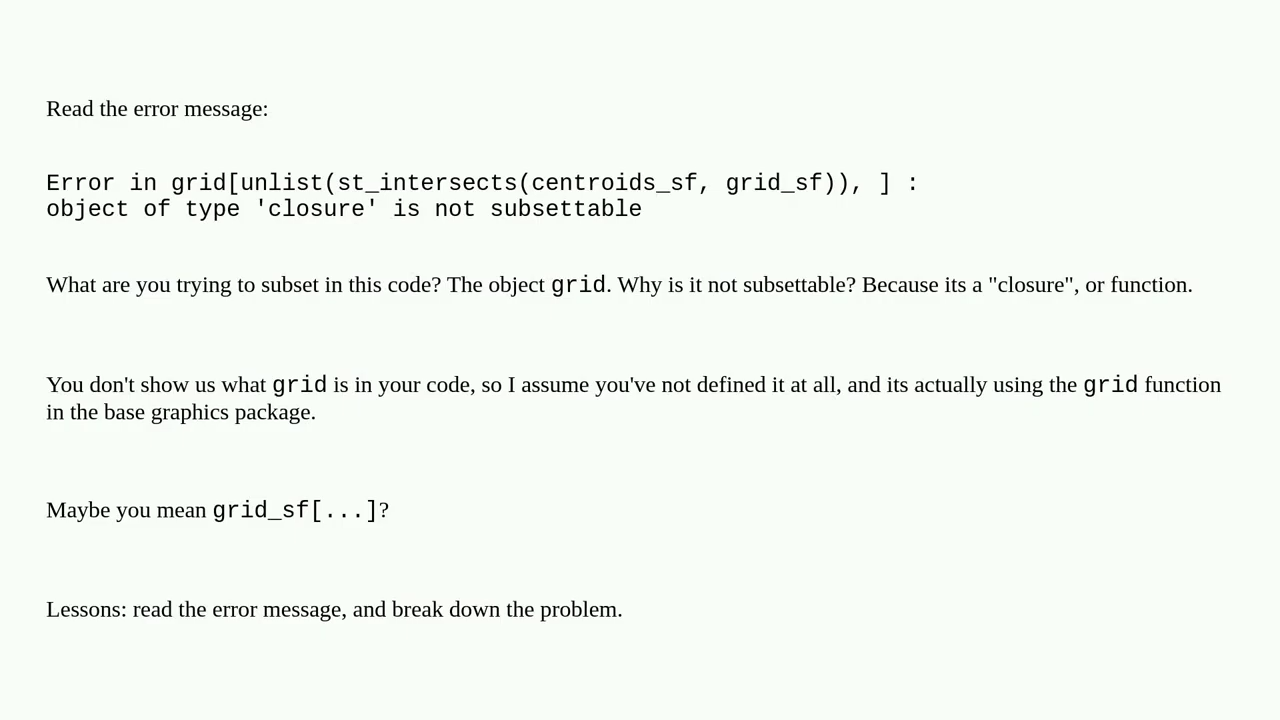 Read the error message:
Error in grid[unlist(st_intersects(centroids_sf, grid_sf)), ] :
object of type 'closure' is not subsettable
What are you trying to subset in this code? The object grid. Why is it not subsettable? Because its a "closure", or function.
You don't show us what grid is in your code, so I assume you've not defined it at all, and its actually using the grid function
in the base graphics package.
Maybe you mean grid_sf[...]?
Lessons: read the error message, and break down the problem.